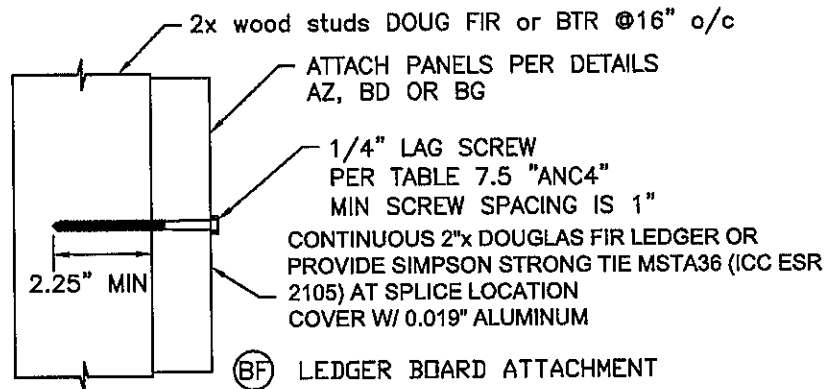 2x wood studs DOUG FIR or BTR @16" o/c
ATTACH PANELS PER DETAILS
AZ, BD OR BG
1/4" LAG SCREW
PER TABLE 7.5 "ANC4"
MIN SCREW SPACING IS 1"
CONTINUOUS 2"x DOUGLAS FIR LEDGER OR
PROVIDE SIMPSON STRONG TIE MSTA36 (ICC ESR
2105) AT SPLICE LOCATION
COVER W/ 0.019" ALUMINUM
2.25" MIN
BF LEDGER BOARD ATTACHMENT